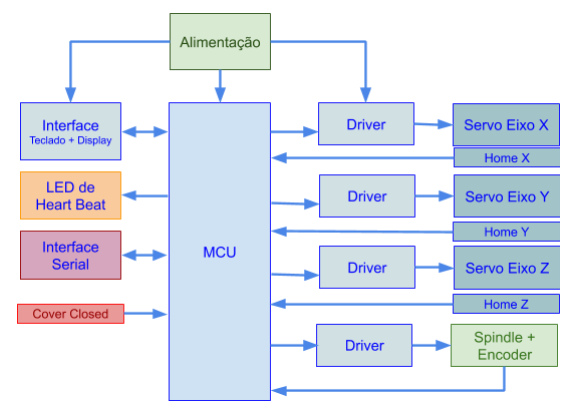 Alimentação
Interface
Teclado + Display
Driver
Servo Eixo X
Home X
LED de
Heart Beat
Driver
Servo Eixo Y
Home Y
Interface
Serial
MCU
Driver
Servo Eixo Z
Home Z
Cover Closed
Driver
Spindle +
Encoder